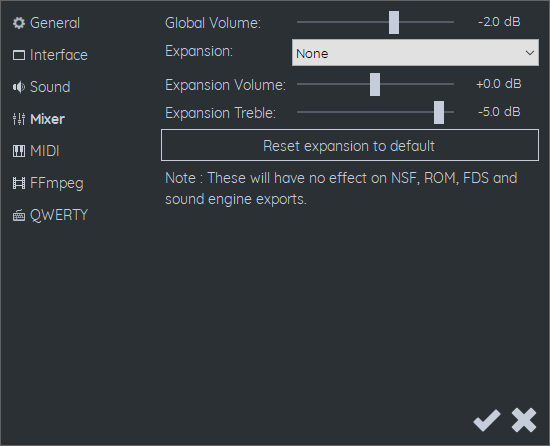 General
Interface
Sound
Mixer
MIDI
FFmpeg
QWERTY
Global Volume: -2.0 dB
Expansion: None
Expansion Volume: +0.0 dB
Expansion Treble: -5.0 dB
Reset expansion to default
Note : These will have no effect on NSF, ROM, FDS and
sound engine exports.